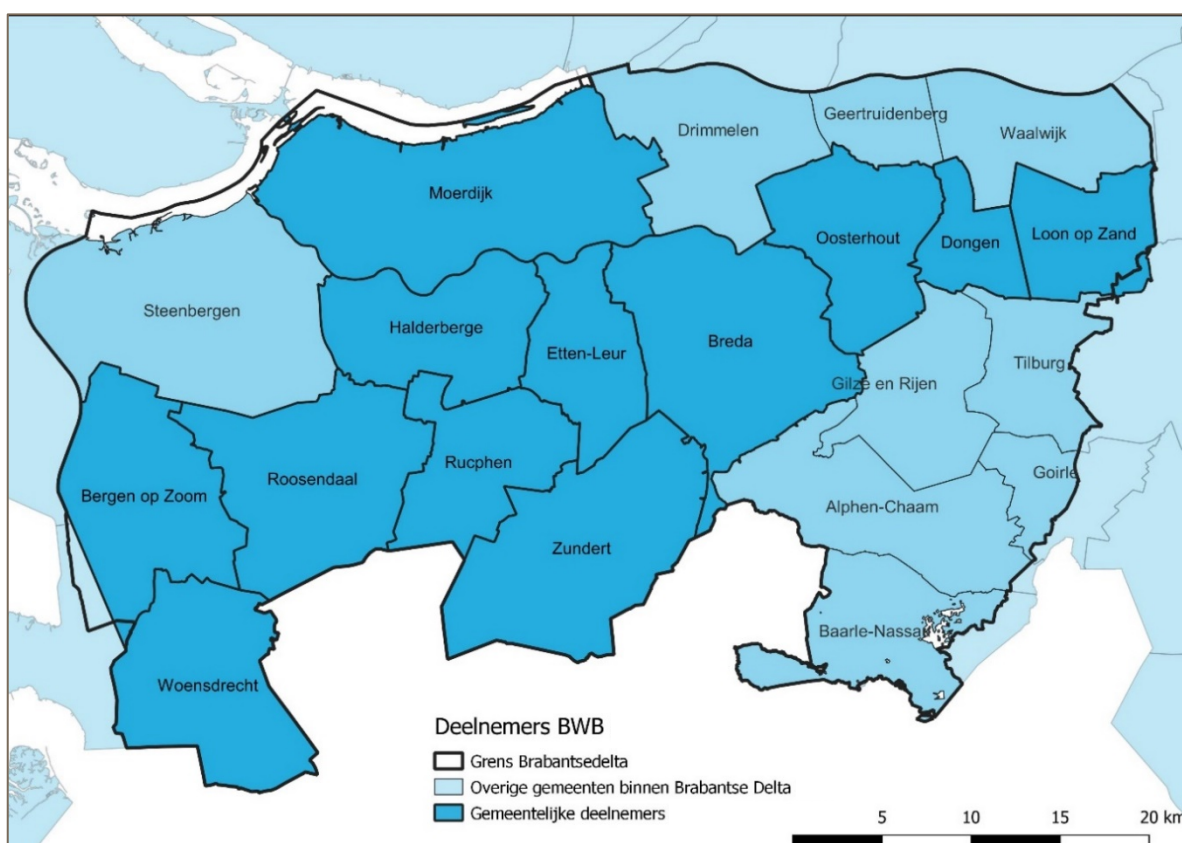 Drimmelen
Geertruidenberg
Waalwijk
Moerdijk
Oosterhout
Dongen
Loon op Zand
Steenbergen
Halderberge
Etten-Leur
Breda
Gilze en Rijen
Tilburg
Bergen op Zoom
Roosendaal
Rucphen
Goirle
Alphen-Chaam
Zundert
Baarle-Nassau
Woensdrecht
Deelnemers BWB
Grens Brabantsedelta
Overige gemeenten binnen Brabantse Delta
Gemeentelijke deelnemers
5 10 15 20 km